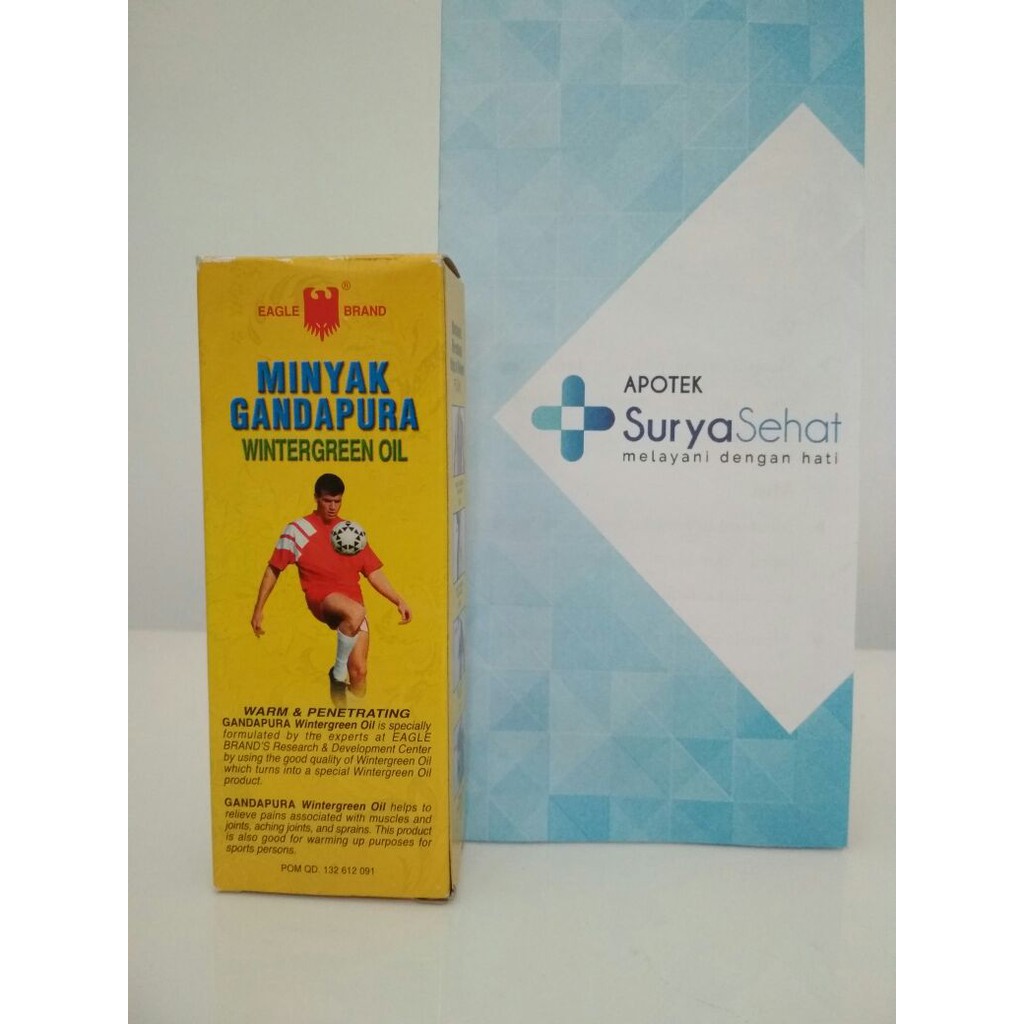 EAGLE BRAND
®
MINYAK
GANDAPURA
WINTERGREEN OIL
WARM & PENETRATING
GANDAPURA Wintergreen Oil is specially
formulated by the experts at EAGLE
BRAND'S Research & Development Center
by using the good quality of Wintergreen Oil
which turns into a special Wintergreen Oil
product.
GANDAPURA Wintergreen Oil helps to
relieve pains associated with muscles and
joints, aching joints, and sprains. This product
is also good for warming up purposes for
sports persons.
POM QD. 132 612 091
APOTEK
SuryaSehat
melayani dengan hati